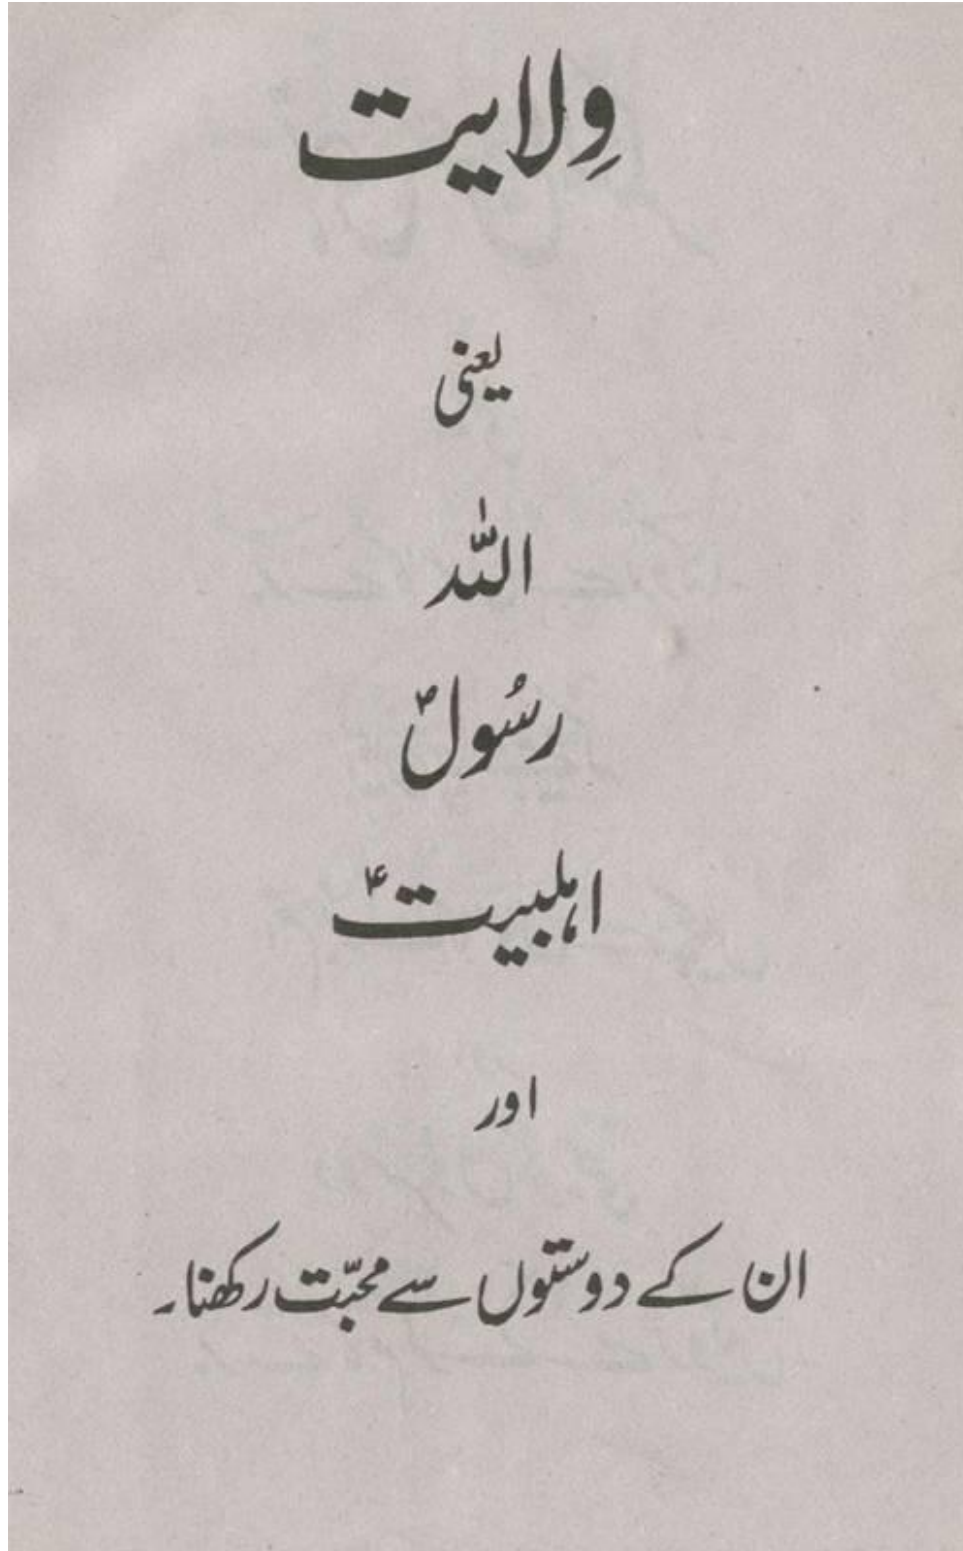 وِلایت
یعنی
اللہ
رسُولؐ
اہلبیتؑ
اور
ان کے دوستوں سے محبّت رکھنا۔